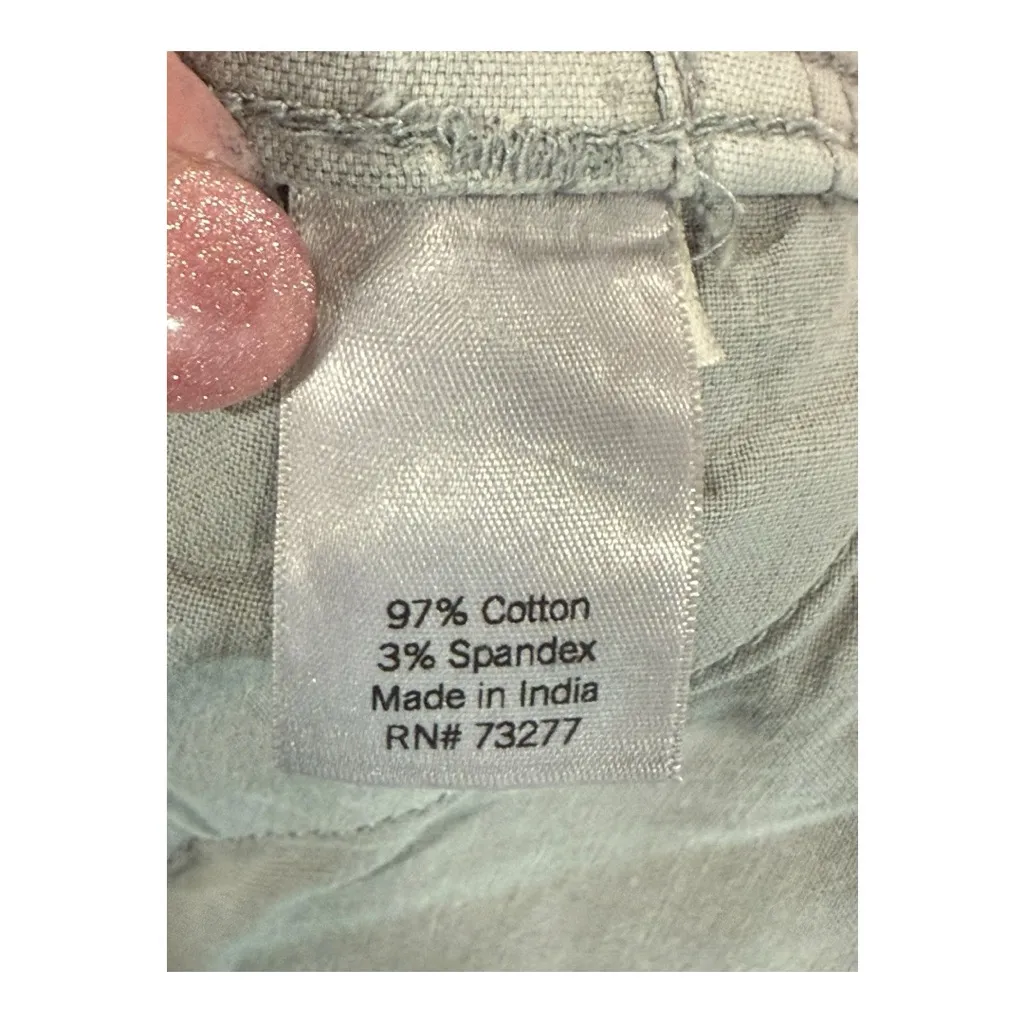 97% Cotton
3% Spandex
Made in India
RN# 73277